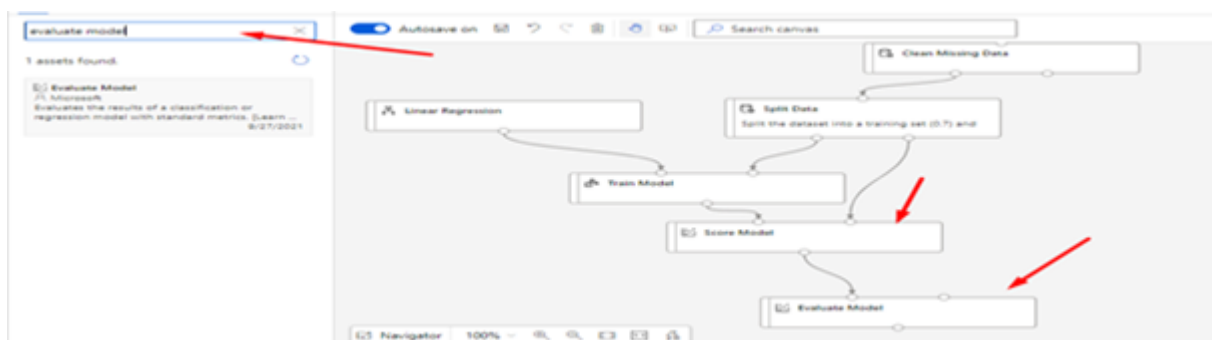 evaluate model
1 assets found.
Evaluate Model
Microsoft
Evaluates the results of a classification or
regression model with standard metrics. [Learn ...
8/27/2021
Autosave on
Search canvas
Clean Missing Data
Linear Regression
Split Data
Split the dataset into a training set (0.7) and
Train Model
Score Model
Evaluate Model
Navigator 100%